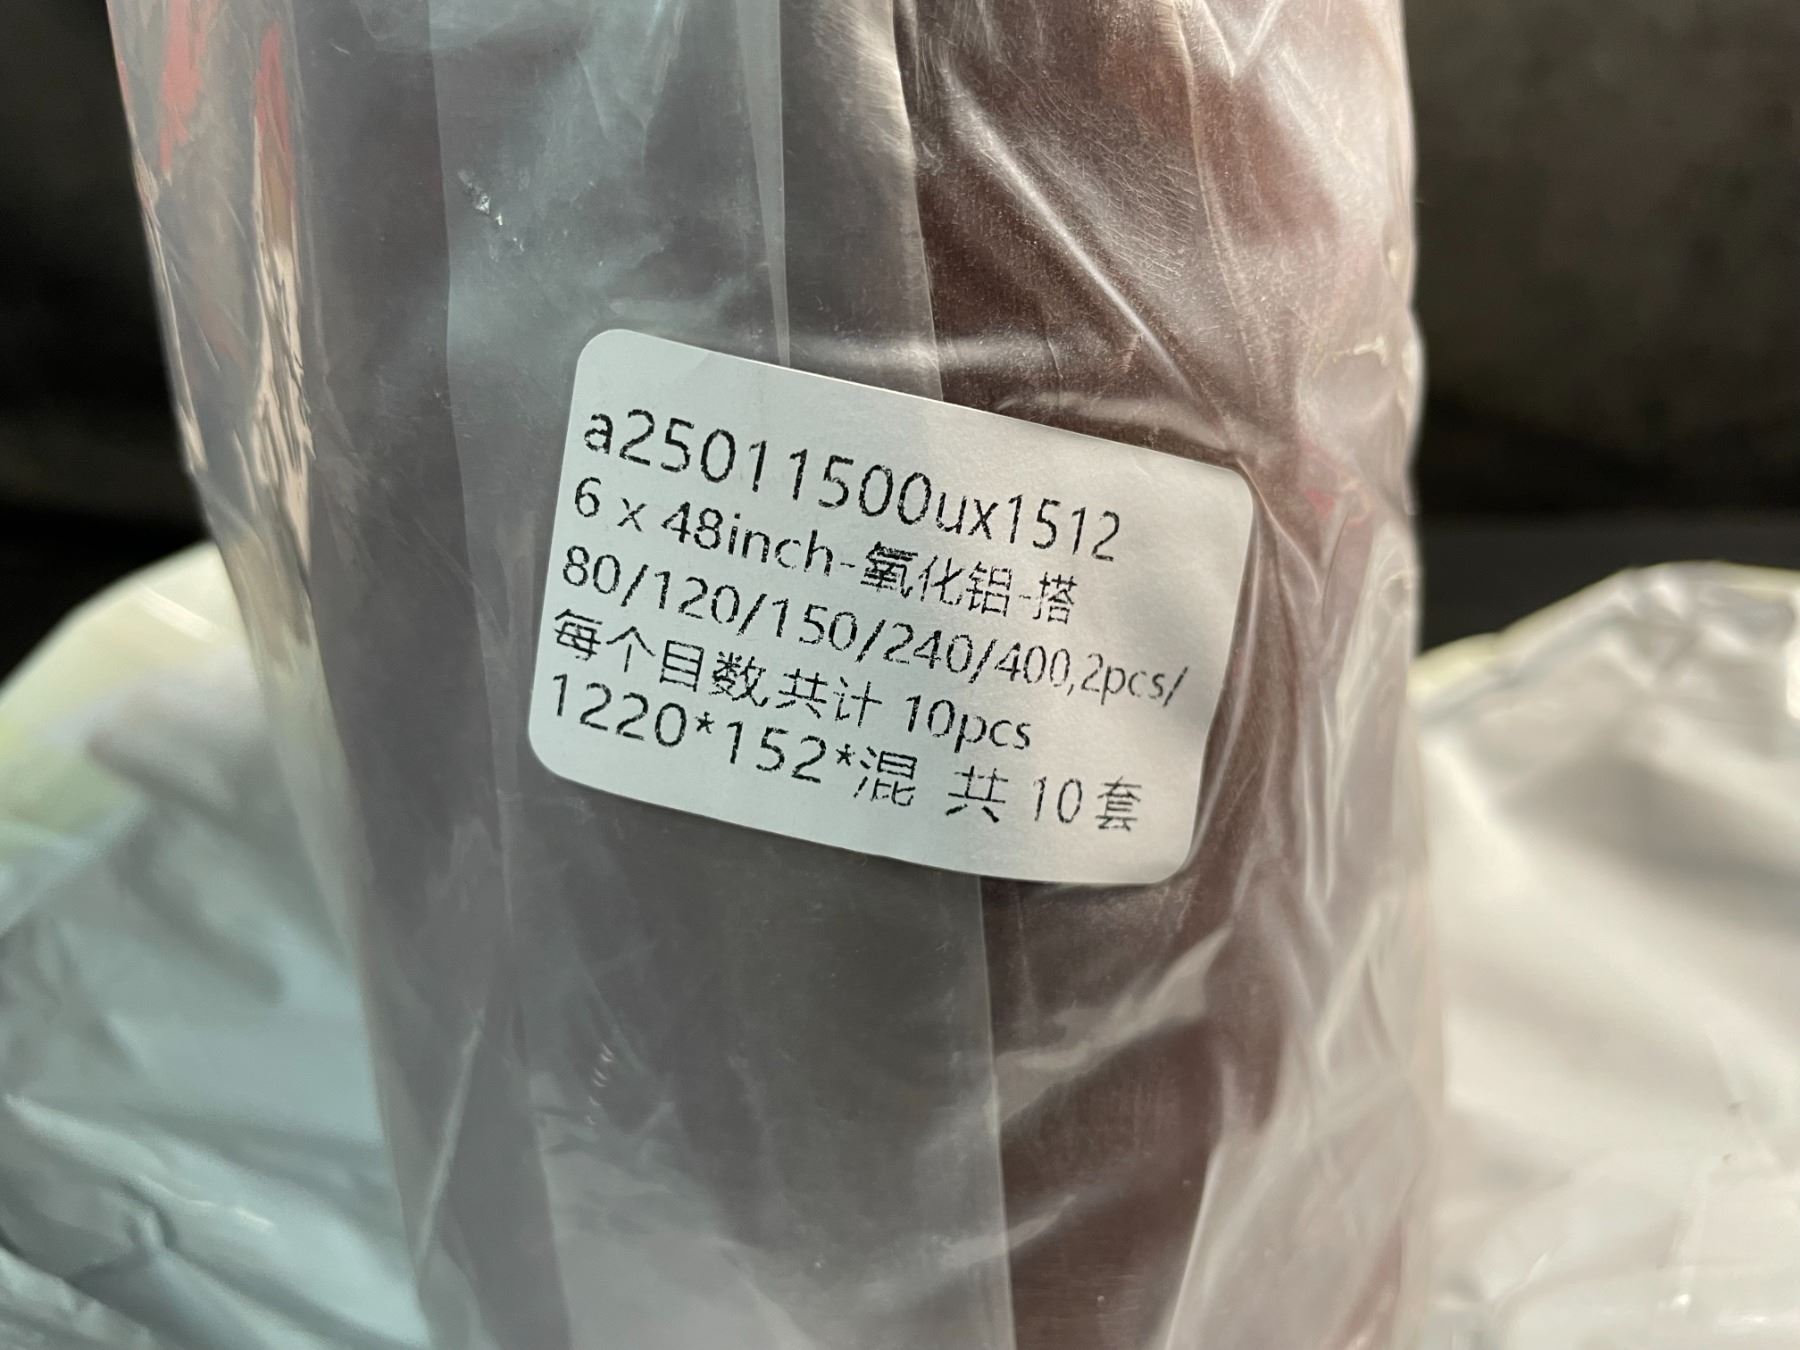 a25011500ux1512
6 x 48inch-氧化铝-搭
80/120/150/240/400,2pcs/
每个目数,共计 10pcs
1220*152*混 共 10套